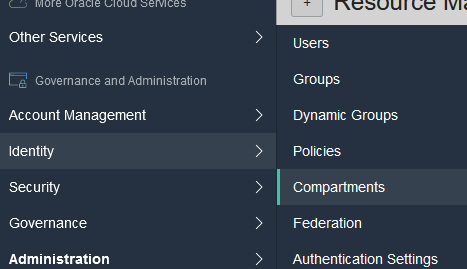 More Oracle Cloud Services
Other Services
Governance and Administration
Account Management
Identity
Security
Governance
Administration
+ Resource Ma
Users
Groups
Dynamic Groups
Policies
Compartments
Federation
Authentication Settings